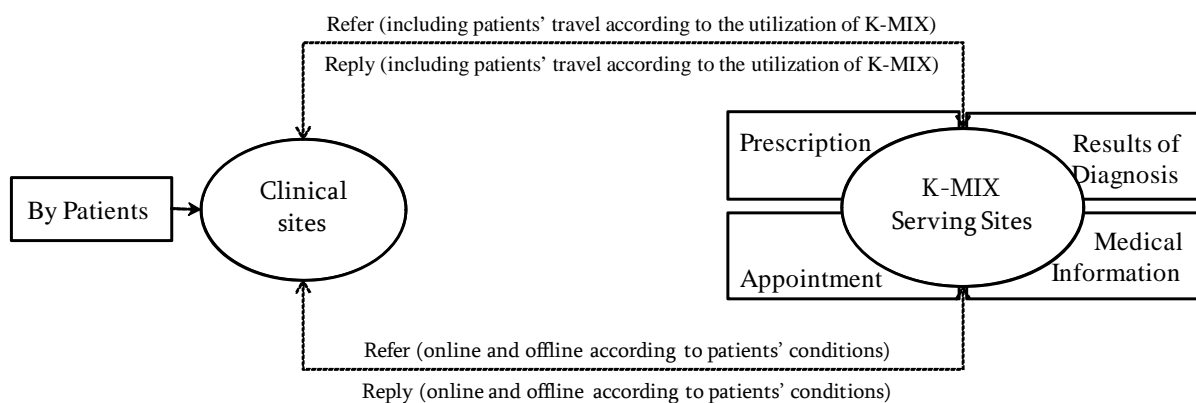 Refer (including patients’ travel according to the utilization of K-MIX)
Reply (including patients’ travel according to the utilization of K-MIX)
By Patients
Clinical
sites
Prescription
Results of
Diagnosis
K-MIX
Serving Sites
Appointment
Medical
Information
Refer (online and offline according to patients’ conditions)
Reply (online and offline according to patients’ conditions)